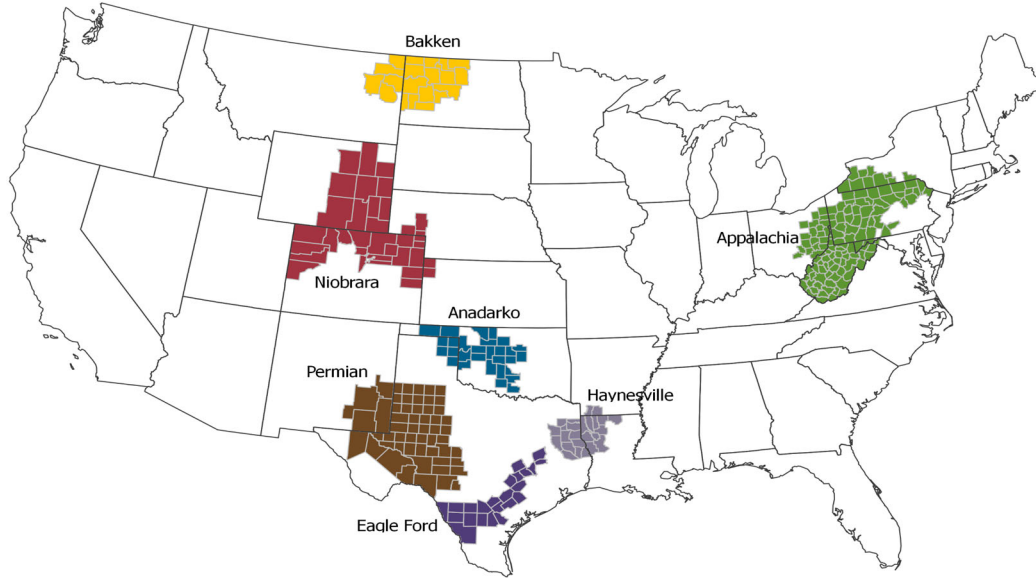 Bakken
Appalachia
Niobrara
Anadarko
Permian
Haynesville
Eagle Ford